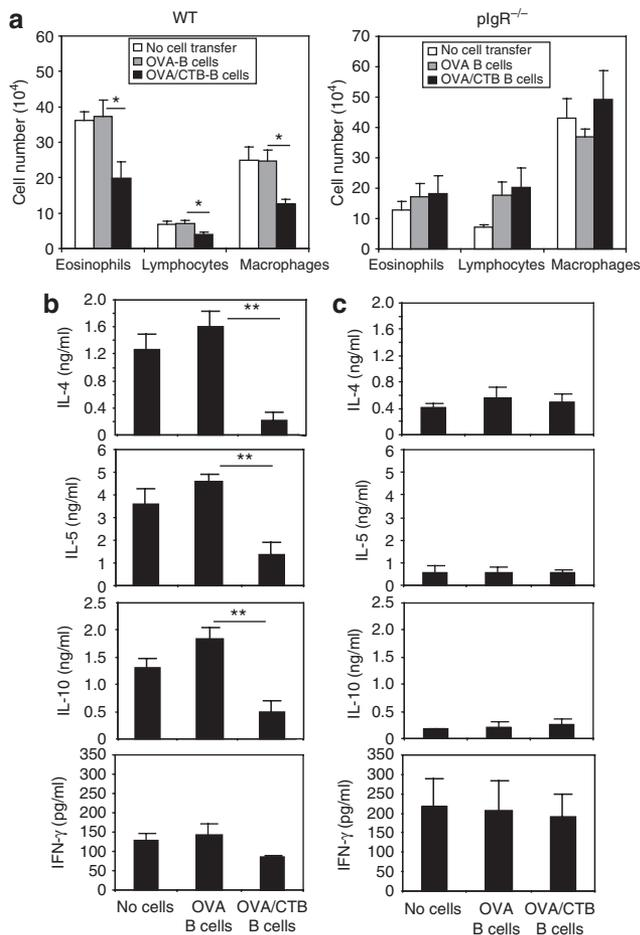 a
WT
60
50
40
30
20
10
0
Cell number (10⁴)
No cell transfer
OVA-B cells
OVA/CTB-B cells
*
*
*
Eosinophils Lymphocytes Macrophages
pIgR⁻/⁻
70
60
50
40
30
20
10
0
Cell number (10⁴)
No cell transfer
OVA B cells
OVA/CTB B cells
Eosinophils Lymphocytes Macrophages
b
2.0
1.6
1.2
0.8
0.4
0
IL-4 (ng/ml)
**
6
5
4
3
2
1
0
IL-5 (ng/ml)
**
2.5
2.0
1.5
1.0
0.5
0
IL-10 (ng/ml)
**
350
300
250
200
150
100
50
0
IFN-γ (pg/ml)
No cells OVA OVA/CTB
B cells B cells
c
2.0
1.6
1.2
0.8
0.4
0
IL-4 (ng/ml)
6
5
4
3
2
1
0
IL-5 (ng/ml)
2.5
2.0
1.5
1.0
0.5
0
IL-10 (ng/ml)
350
300
250
200
150
100
50
0
IFN-γ (pg/ml)
No cells OVA OVA/CTB
B cells B cells